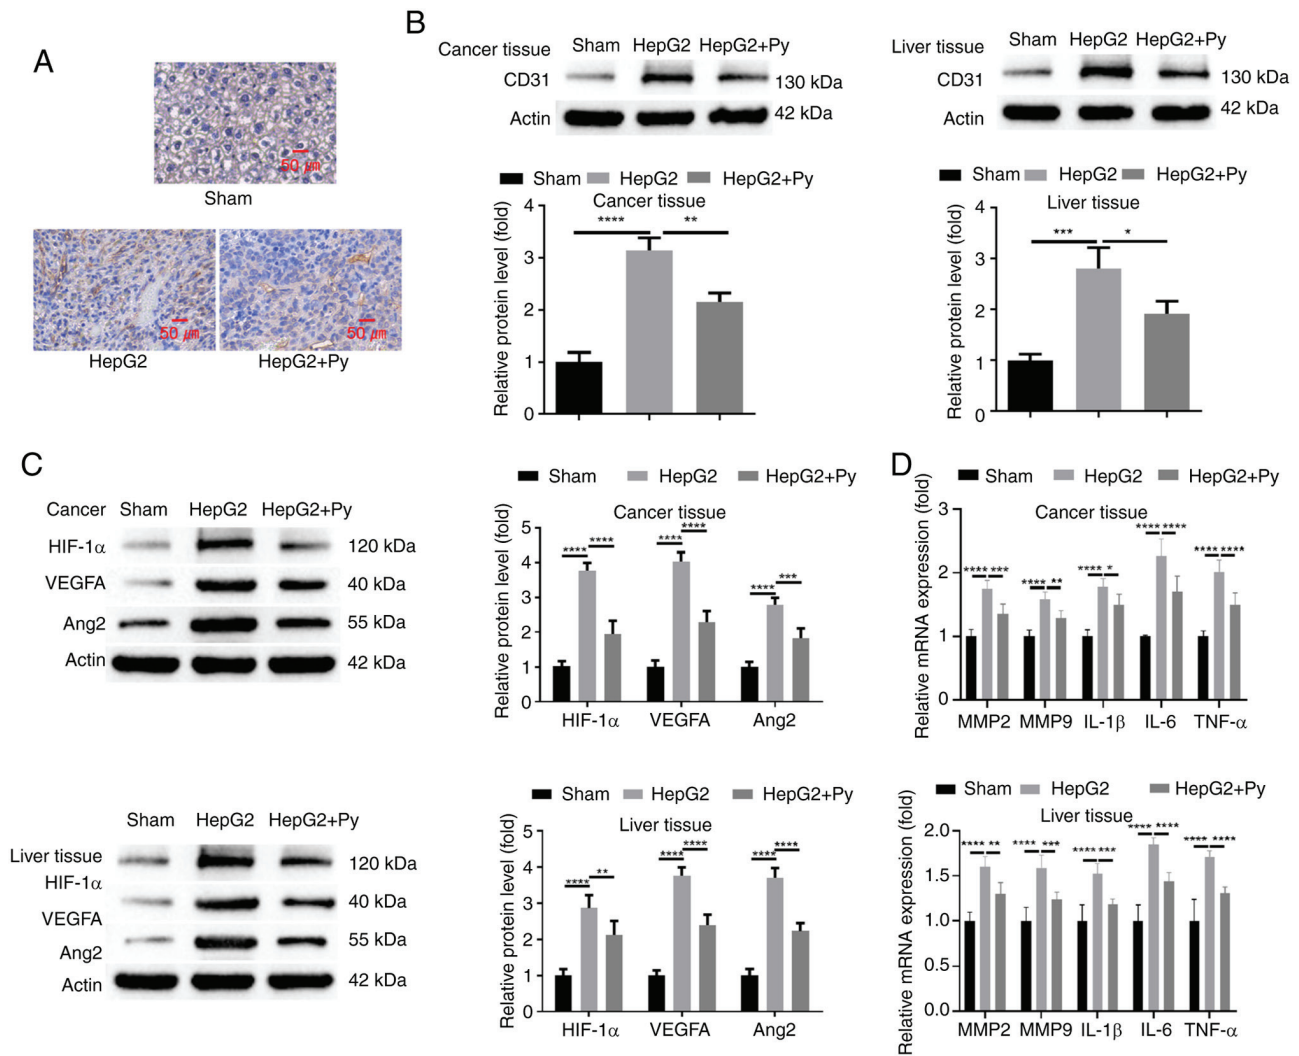 A
50 µm
Sham
50 µm
50 µm
HepG2
HepG2+Py
B
Cancer tissue
Sham
HepG2
HepG2+Py
CD31
130 kDa
Actin
42 kDa
Sham
HepG2
HepG2+Py
Cancer tissue
Relative protein level (fold)
4
3
2
1
0
****
**
Liver tissue
Sham
HepG2
HepG2+Py
CD31
130 kDa
Actin
42 kDa
Sham
HepG2
HepG2+Py
Liver tissue
Relative protein level (fold)
4
3
2
1
0
***
*
C
Cancer
Sham
HepG2
HepG2+Py
HIF-1α
120 kDa
VEGFA
40 kDa
Ang2
55 kDa
Actin
42 kDa
Sham
HepG2
HepG2+Py
Cancer tissue
Relative protein level (fold)
5
4
3
2
1
0
**** ****
**** ****
**** ***
HIF-1α
VEGFA
Ang2
Sham
HepG2
HepG2+Py
Liver tissue
HIF-1α
120 kDa
VEGFA
40 kDa
Ang2
55 kDa
Actin
42 kDa
Sham
HepG2
HepG2+Py
Liver tissue
Relative protein level (fold)
5
4
3
2
1
0
**** **
**** ****
**** ****
HIF-1α
VEGFA
Ang2
D
Sham
HepG2
HepG2+Py
Cancer tissue
Relative mRNA expression (fold)
3
2
1
0
**** ***
**** **
**** *
**** ****
**** ****
MMP2
MMP9
IL-1β
IL-6
TNF-α
Sham
HepG2
HepG2+Py
Liver tissue
Relative mRNA expression (fold)
2.0
1.5
1.0
0.5
0.0
**** **
**** ***
**** ***
**** ****
**** ****
MMP2
MMP9
IL-1β
IL-6
TNF-α